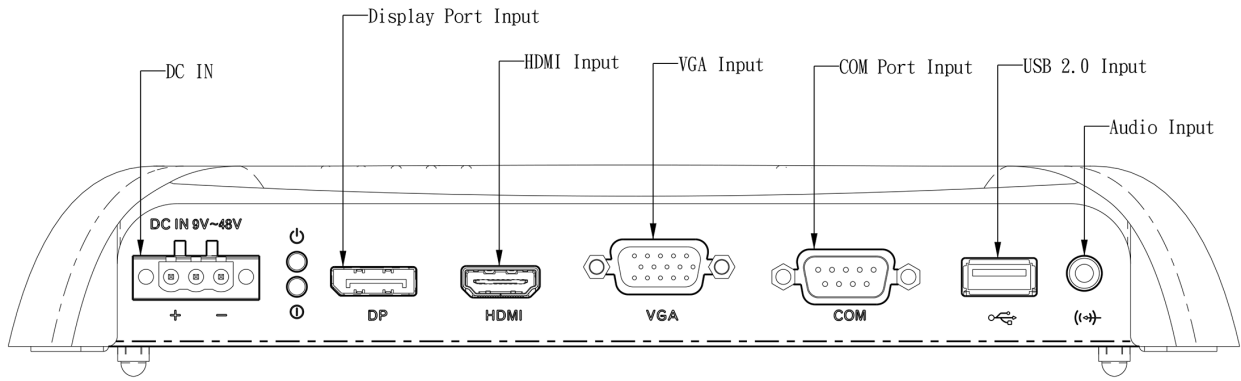 Display Port Input
HDMI Input
VGA Input
COM Port Input
USB 2.0 Input
DC IN
Audio Input
DC IN 9V~48V
+ −
DP
HDMI
VGA
COM